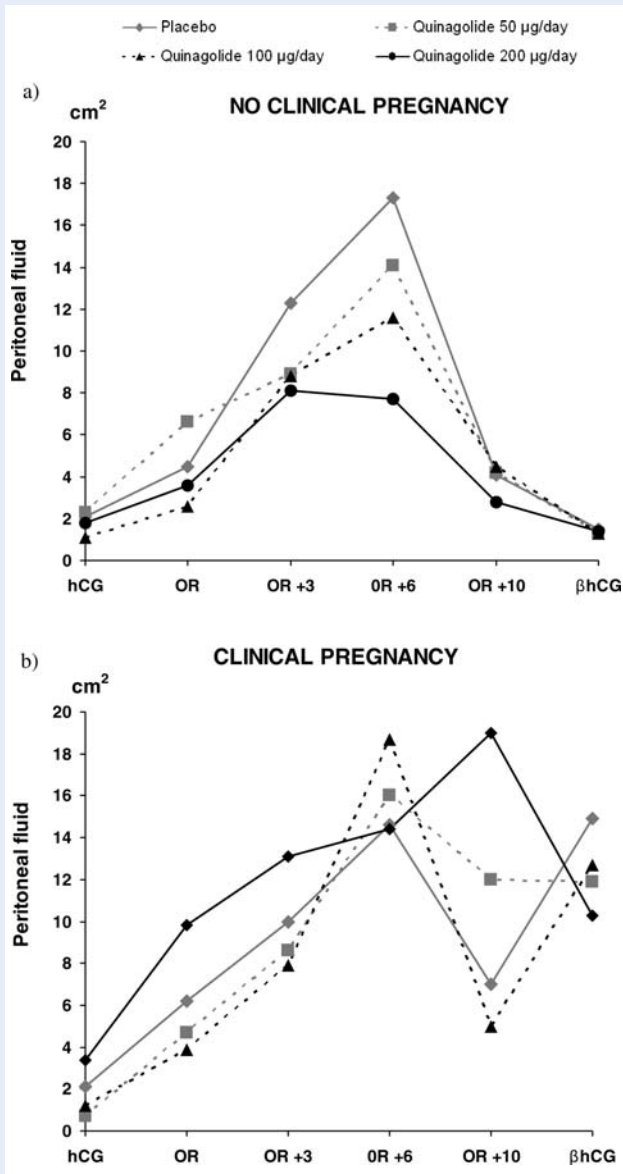 Placebo
Quinagolide 50 µg/day
Quinagolide 100 µg/day
Quinagolide 200 µg/day
a)
cm²
NO CLINICAL PREGNANCY
20
18
16
14
12
10
8
6
4
2
0
Peritoneal fluid
hCG OR OR +3 0R +6 OR +10 βhCG
b)
cm²
CLINICAL PREGNANCY
20
18
16
14
12
10
8
6
4
2
0
Peritoneal fluid
hCG OR OR +3 0R +6 OR +10 βhCG